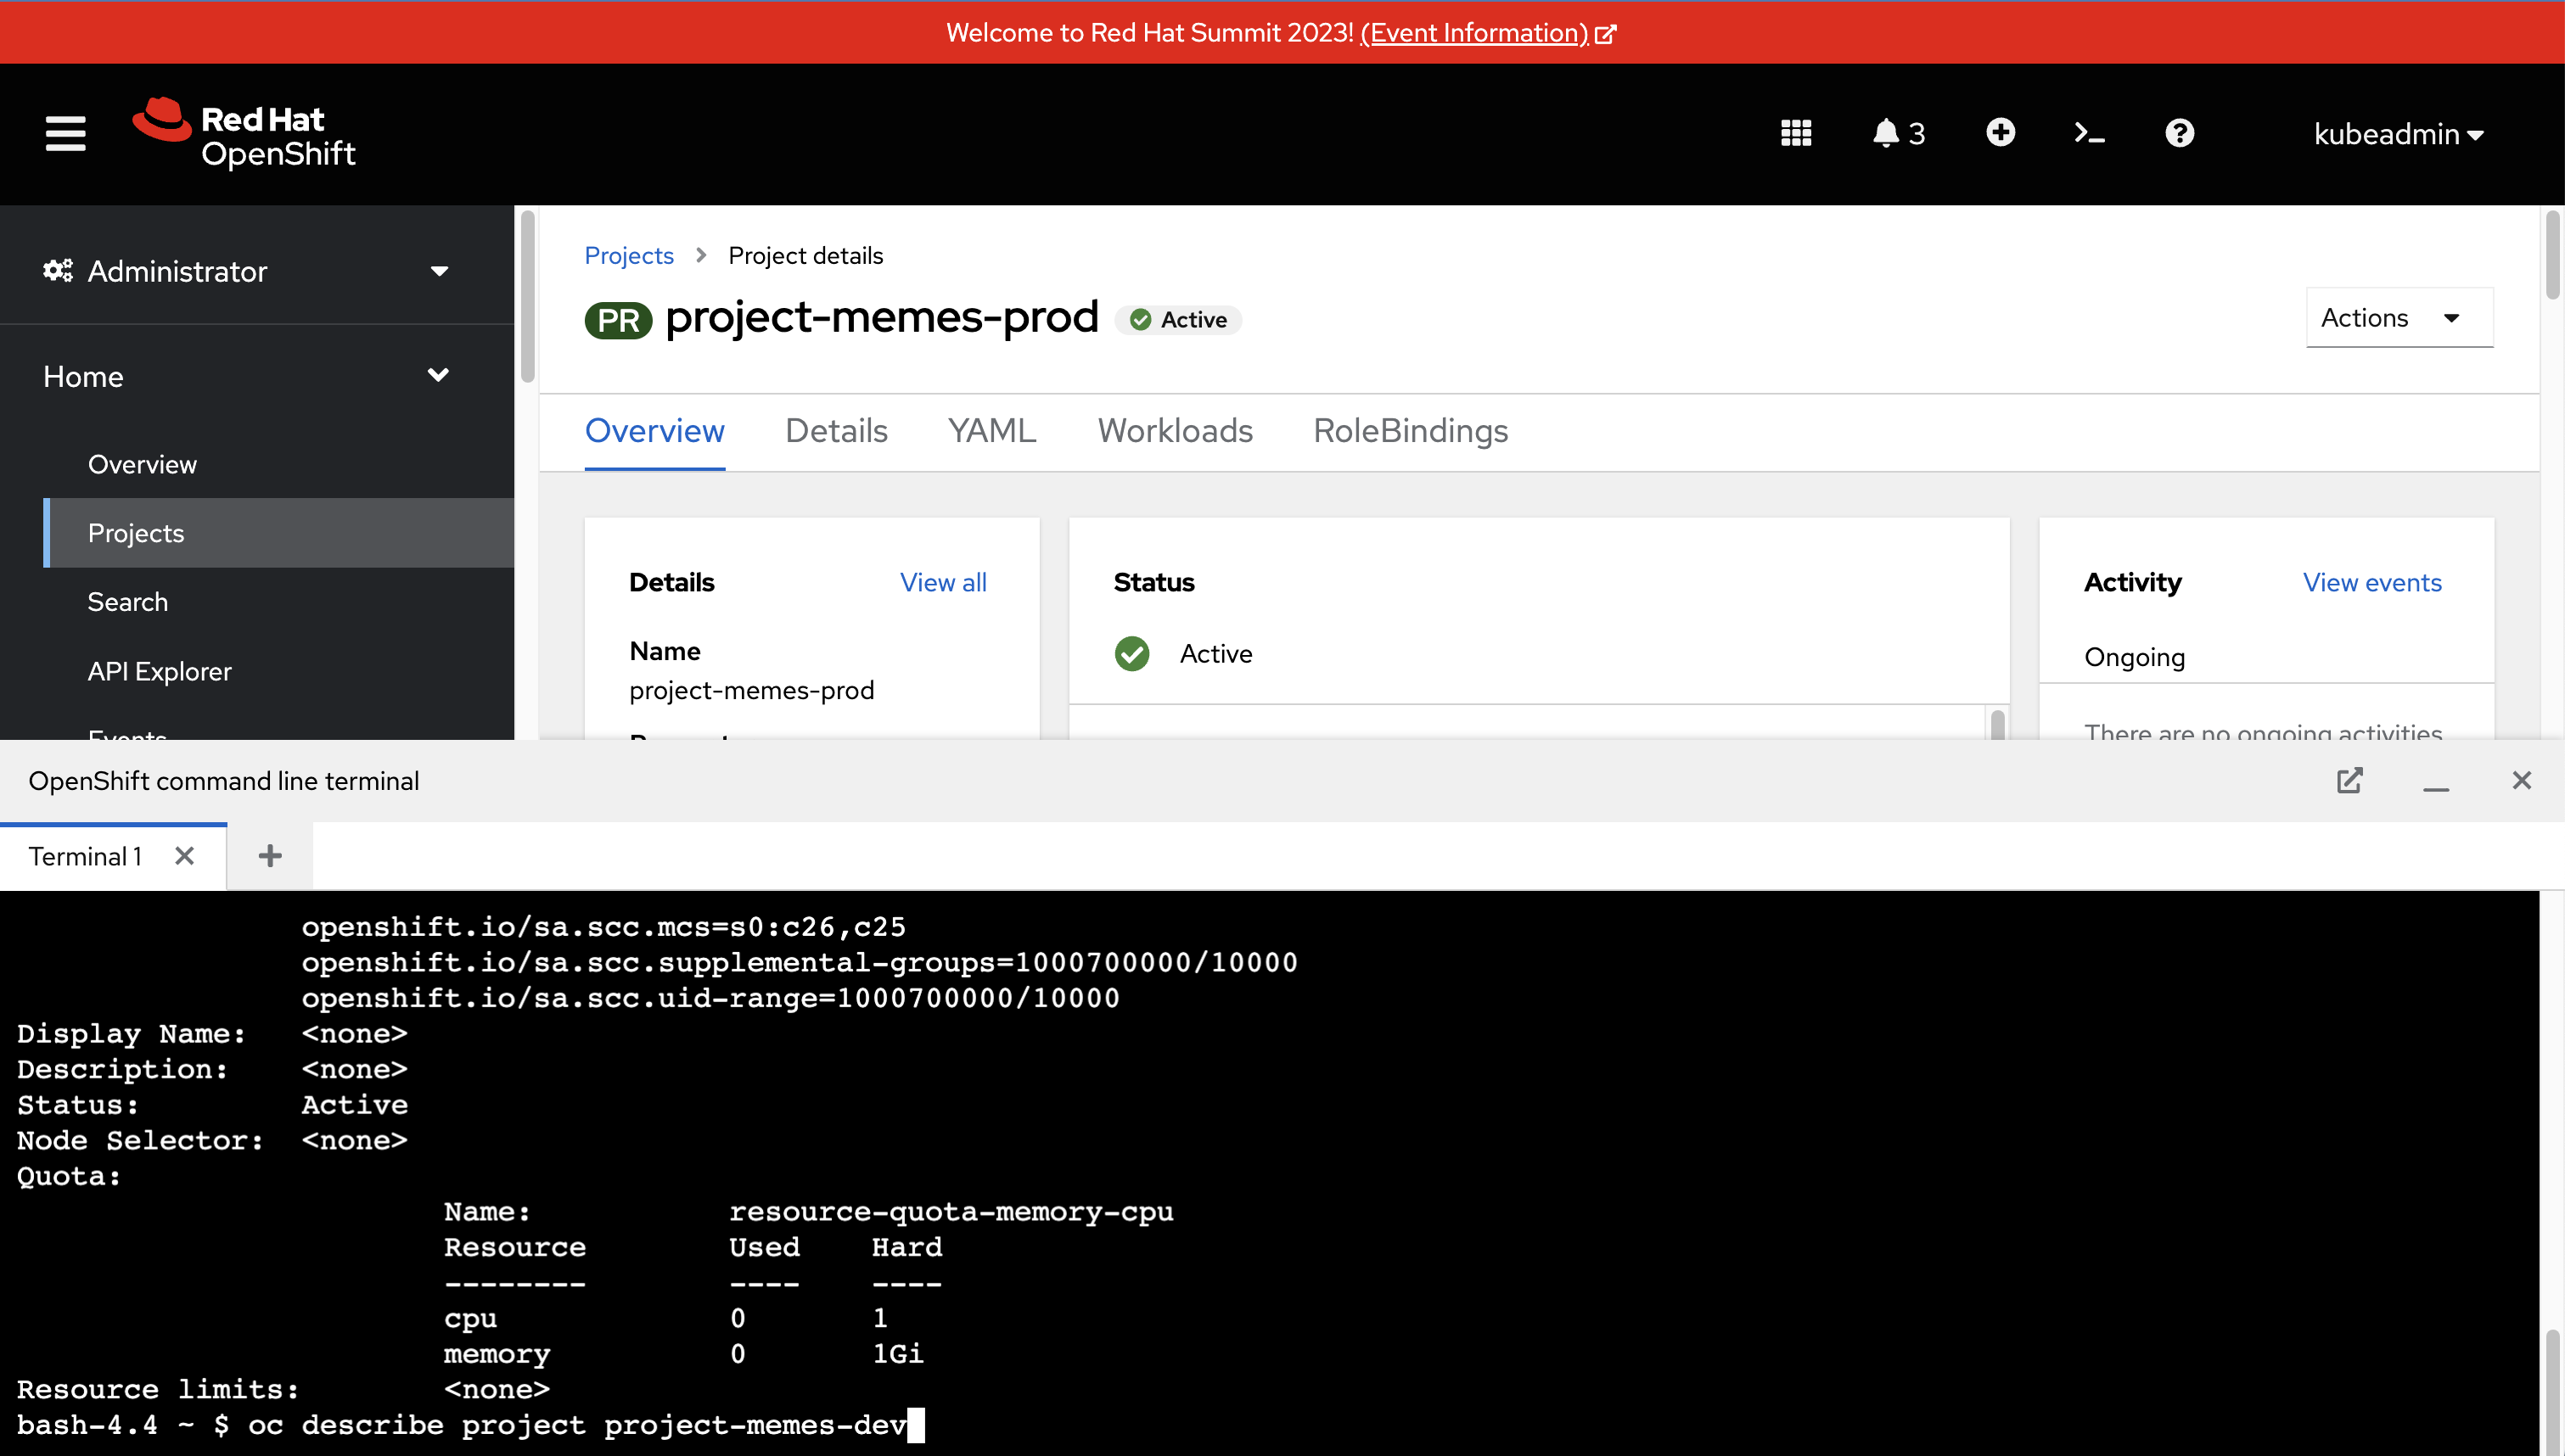 Welcome to Red Hat Summit 2023! (Event Information)
Red Hat
OpenShift
3
kubeadmin
Administrator
Home
Overview
Projects
Search
API Explorer
Events
Projects > Project details
PR project-memes-prod Active
Actions
Overview Details YAML Workloads RoleBindings
Details View all
Name
project-memes-prod
Status
Active
Activity View events
Ongoing
There are no ongoing activities
OpenShift command line terminal
Terminal 1
openshift.io/sa.scc.mcs=s0:c26,c25
openshift.io/sa.scc.supplemental-groups=1000700000/10000
openshift.io/sa.scc.uid-range=1000700000/10000
Display Name: <none>
Description: <none>
Status: Active
Node Selector: <none>
Quota:
Name: resource-quota-memory-cpu
Resource Used Hard
-------- ---- ----
cpu 0 1
memory 0 1Gi
Resource limits: <none>
bash-4.4 ~ $ oc describe project project-memes-dev